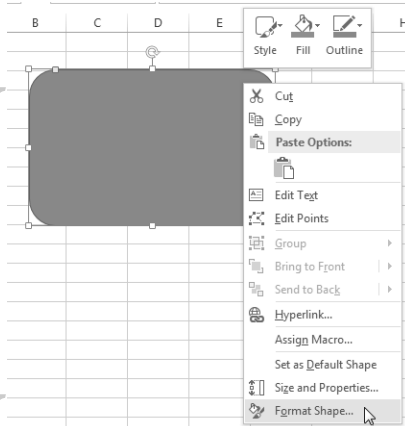 B C D E H
Style Fill Outline
Cut
Copy
Paste Options:
Edit Text
Edit Points
Group
Bring to Front
Send to Back
Hyperlink...
Assign Macro...
Set as Default Shape
Size and Properties...
Format Shape...